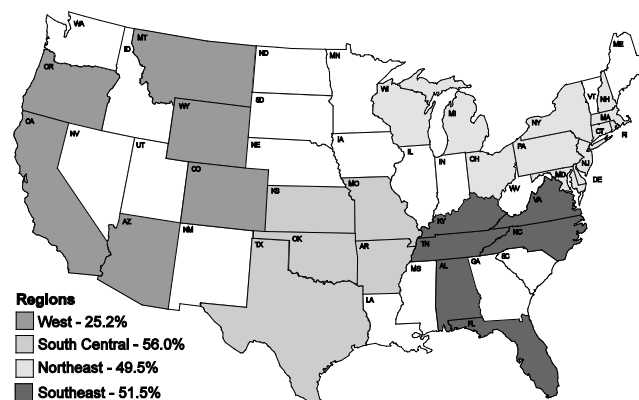 WA
ME
MT
ND
MN
ID
OR
VT
NH
WI
SD
MI
NY
MA
WY
CT
RI
CA
IA
PA
NV
NE
NJ
IL
IN
OH
UT
MD
DE
CO
WV
VA
KS
MO
KY
NC
AZ
OK
TN
NM
TX
AR
SC
MS
AL
GA
LA
FL
Regions
West - 25.2%
South Central - 56.0%
Northeast - 49.5%
Southeast - 51.5%